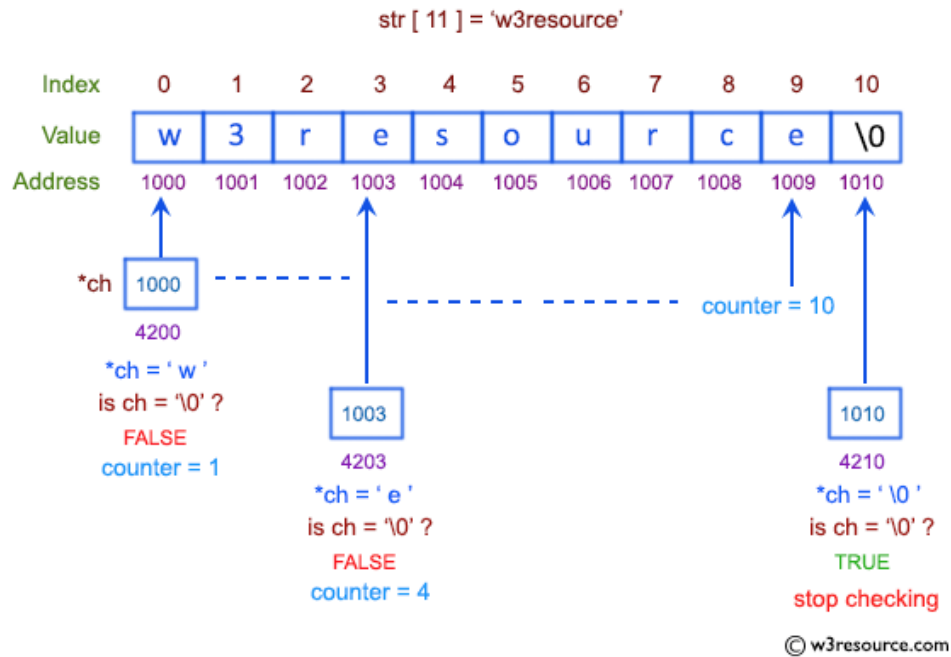 str [ 11 ] = ‘w3resource’
Index 0 1 2 3 4 5 6 7 8 9 10
Value w 3 r e s o u r c e \0
Address 1000 1001 1002 1003 1004 1005 1006 1007 1008 1009 1010
*ch 1000
counter = 10
4200
*ch = ‘ w ’
is ch = ‘\0’ ?
FALSE
counter = 1
1003
4203
*ch = ‘ e ’
is ch = ‘\0’ ?
FALSE
counter = 4
1010
4210
*ch = ‘ \0 ’
is ch = ‘\0’ ?
TRUE
stop checking
© w3resource.com